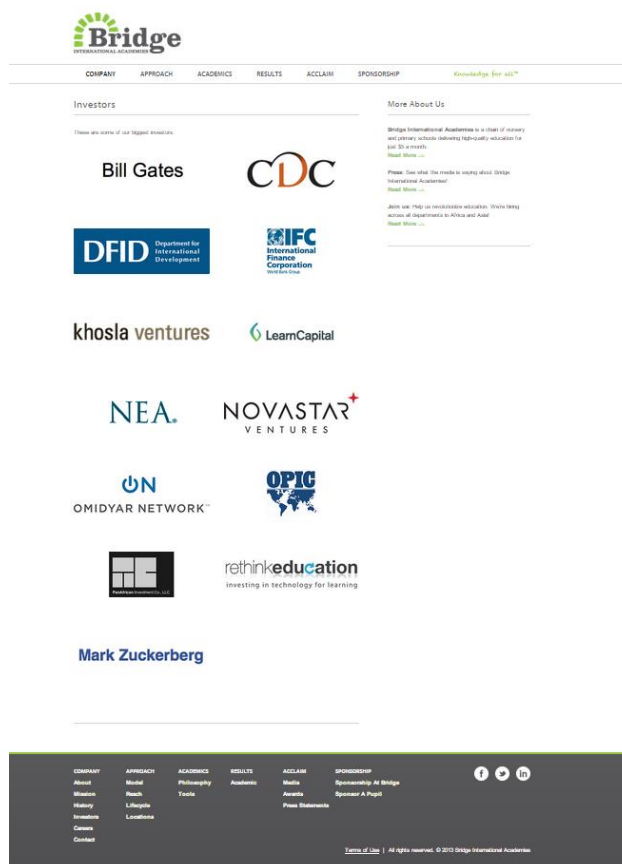 Bridge
INTERNATIONAL ACADEMIES
COMPANY APPROACH ACADEMICS RESULTS ACCLAIM SPONSORSHIP Knowledge for all™
Investors
These are some of our biggest investors.
Bill Gates
CDC
DFID Department for
International
Development
IFC
International
Finance
Corporation
World Bank Group
khosla ventures
LearnCapital
NEA®
NOVASTAR
VENTURES
ON
OMIDYAR NETWORK™
OPIC
PanAfrican Investment Co., LLC
rethinkeducation
investing in technology for learning
Mark Zuckerberg
More About Us
Bridge International Academies is a chain of nursery
and primary schools delivering high-quality education for
just $5 a month.
Read More
Press: See what the media is saying about Bridge
International Academies!
Read More
Join us: Help us revolutionize education. We're hiring
across all departments in Africa and Asia!
Read More
COMPANY APPROACH ACADEMICS RESULTS ACCLAIM SPONSORSHIP
About Model Philosophy Academic Media Sponsorship At Bridge
Mission Reach Tools Awards Sponsor A Pupil
History Lifecycle Press Statements
Investors Locations
Careers
Contact
Terms of Use | All rights reserved. © 2013 Bridge International Academies